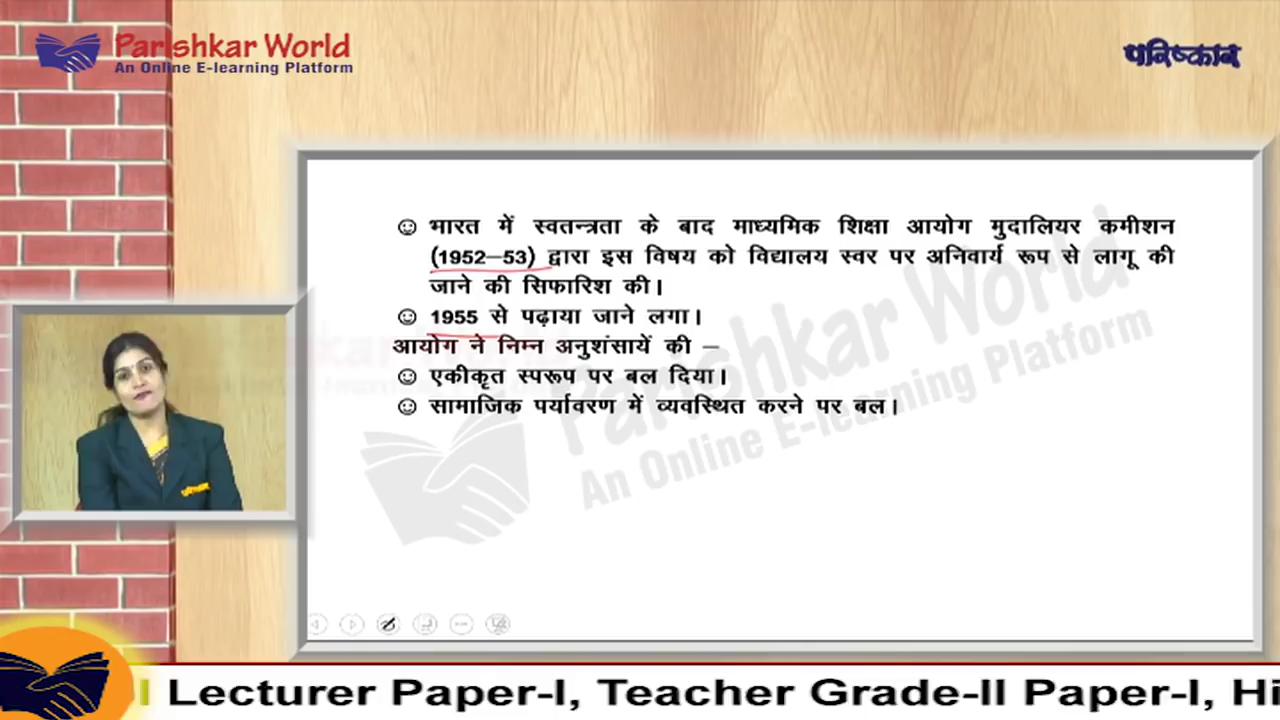 Parishkar World
An Online E-learning Platform
परिष्कार
भारत में स्वतन्त्रता के बाद माध्यमिक शिक्षा आयोग मुदालियर कमीशन
(1952–53) द्वारा इस विषय को विद्यालय स्वर पर अनिवार्य रूप से लागू की
जाने की सिफारिश की।
1955 से पढ़ाया जाने लगा।
आयोग ने निम्न अनुशंसायें की –
एकीकृत स्परूप पर बल दिया।
सामाजिक पर्यावरण में व्यवस्थित करने पर बल।
Parishkar World
An Online E-learning Platform
I Lecturer Paper-I, Teacher Grade-II Paper-I, Hi